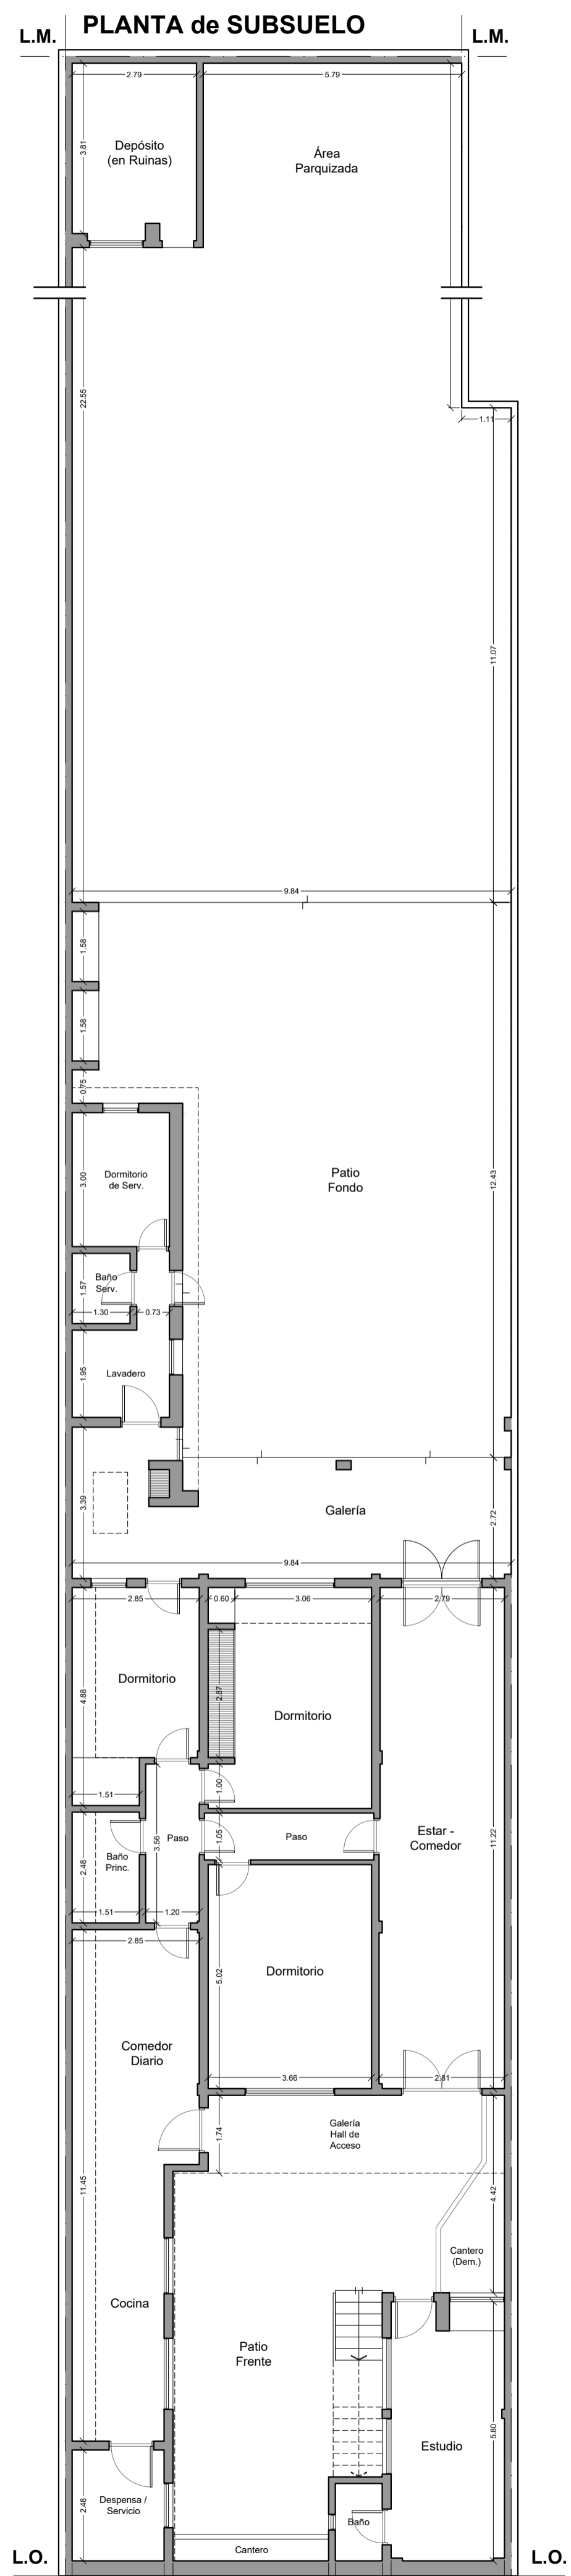 PLANTA de SUBSUELO
L.M.
L.M.
2.79
5.79
3.81
Depósito
(en Ruinas)
Área
Parquizada
22.55
1.11
11.07
9.84
1.58
1.58
0.75
Dormitorio
de Serv.
3.00
Patio
Fondo
12.43
Baño
Serv.
1.57
1.30
0.73
Lavadero
1.95
3.39
Galería
2.72
9.84
2.85
0.60
3.06
2.79
Dormitorio
4.88
2.87
Dormitorio
1.00
1.51
3.56
Paso
1.05
Paso
Estar -
Comedor
11.22
Baño
Princ.
2.48
1.51
1.20
2.85
5.02
Dormitorio
Comedor
Diario
3.66
2.81
1.74
Galería
Hall de
Acceso
11.45
4.42
Cantero
(Dem.)
Cocina
Patio
Frente
Estudio
5.80
Despensa /
Servicio
2.48
Baño
Cantero
L.O.
L.O.